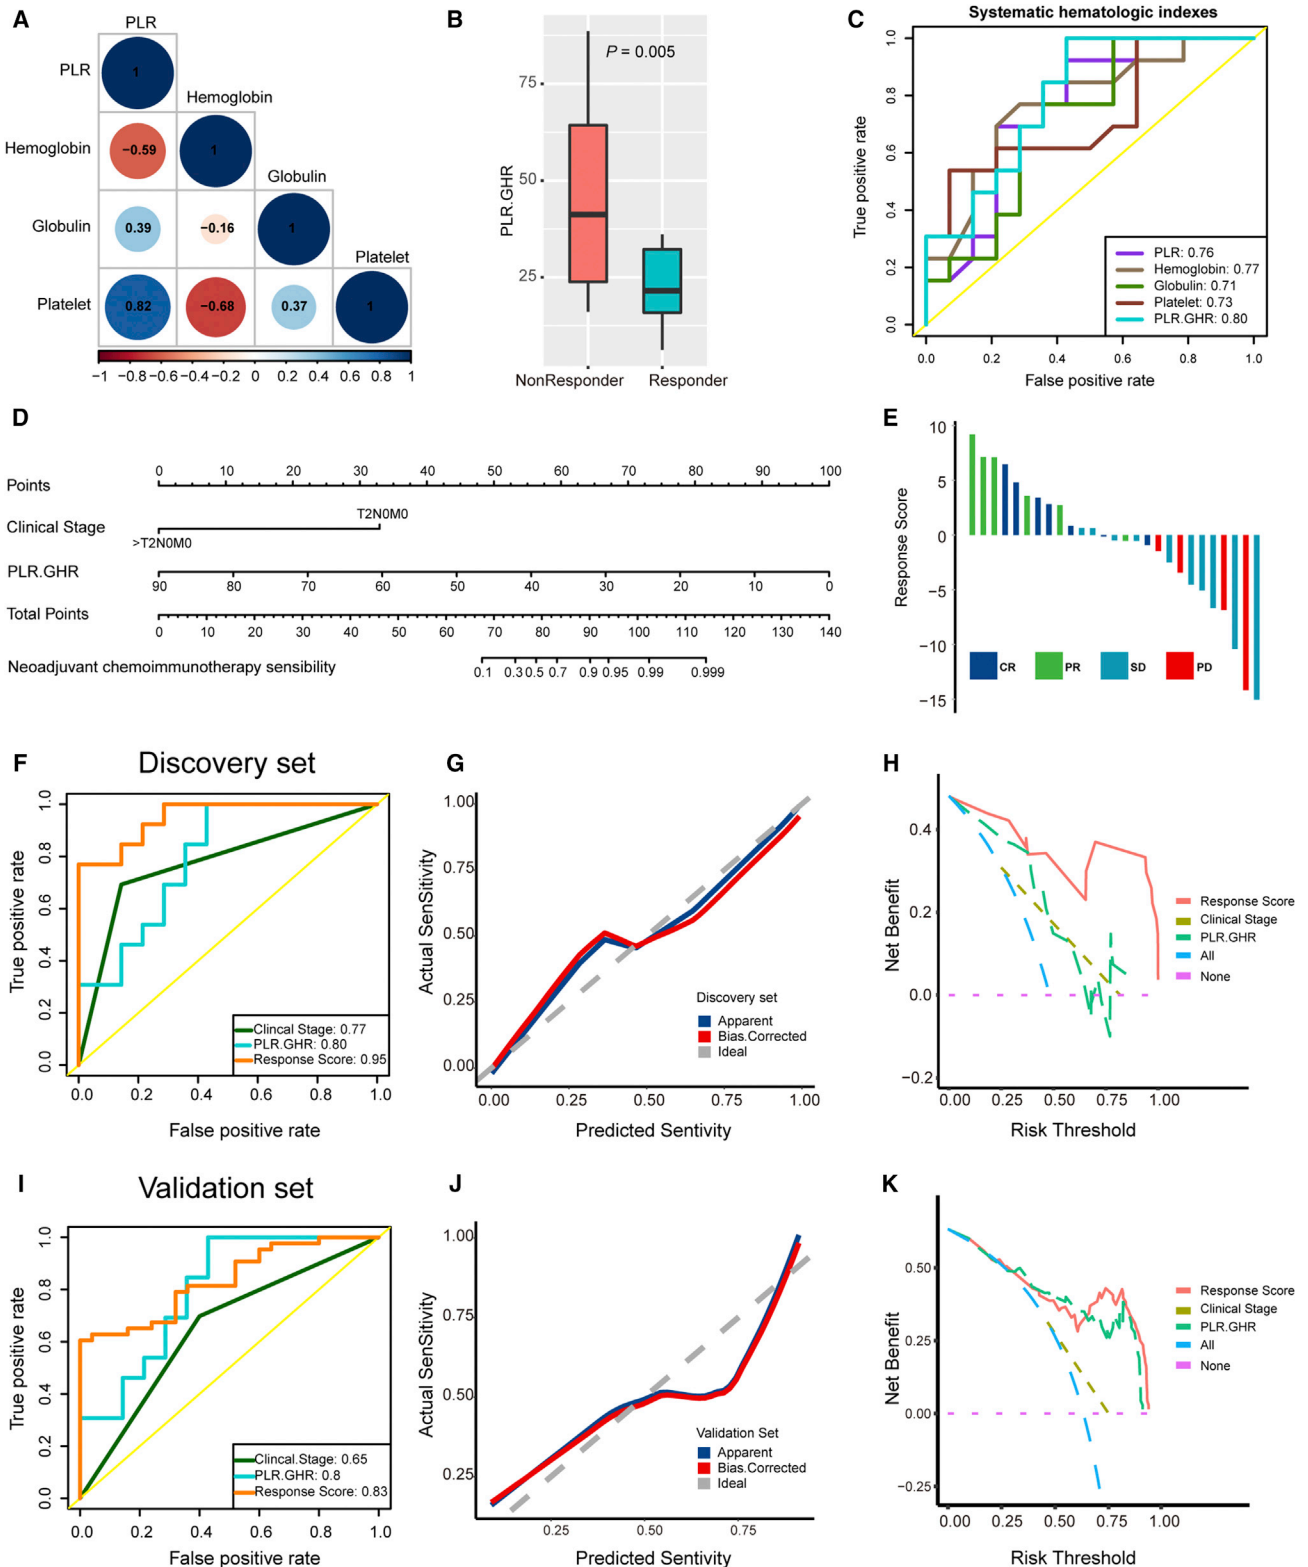 A
PLR
PLR
1
Hemoglobin
Hemoglobin
−0.59
1
Globulin
Globulin
0.39
−0.16
1
Platelet
Platelet
0.82
−0.68
0.37
1
−1 −0.8 −0.6 −0.4 −0.2 0 0.2 0.4 0.6 0.8 1
B
P = 0.005
75
50
25
PLR.GHR
NonResponder Responder
C
Systematic hematologic indexes
True positive rate
1.0
0.8
0.6
0.4
0.2
0.0
PLR: 0.76
Hemoglobin: 0.77
Globulin: 0.71
Platelet: 0.73
PLR.GHR: 0.80
0.0 0.2 0.4 0.6 0.8 1.0
False positive rate
D
Points
0 10 20 30 40 50 60 70 80 90 100
Clinical Stage
T2N0M0
>T2N0M0
PLR.GHR
90 80 70 60 50 40 30 20 10 0
Total Points
0 10 20 30 40 50 60 70 80 90 100 110 120 130 140
Neoadjuvant chemoimmunotherapy sensibility
0.1 0.3 0.5 0.7 0.9 0.95 0.99 0.999
E
Response Score
10
5
0
−5
−10
−15
CR PR SD PD
F
Discovery set
True positive rate
1.0
0.8
0.6
0.4
0.2
0.0
Clincal Stage: 0.77
PLR.GHR: 0.80
Response Score: 0.95
0.0 0.2 0.4 0.6 0.8 1.0
False positive rate
G
Actual SenSitivity
1.00
0.75
0.50
0.25
0.00
Discovery set
Apparent
Bias.Corrected
Ideal
0.00 0.25 0.50 0.75 1.00
Predicted Sentivity
H
Net Benefit
0.4
0.2
0.0
−0.2
Response Score
Clinical Stage
PLR.GHR
All
None
0.00 0.25 0.50 0.75 1.00
Risk Threshold
I
Validation set
True positive rate
1.0
0.8
0.6
0.4
0.2
0.0
Clincal.Stage: 0.65
PLR.GHR: 0.8
Response Score: 0.83
0.0 0.2 0.4 0.6 0.8 1.0
False positive rate
J
Actual SenSitivity
1.00
0.75
0.50
0.25
Validation Set
Apparent
Bias.Corrected
Ideal
0.25 0.50 0.75
Predicted Sentivity
K
Net Benefit
0.50
0.25
0.00
−0.25
Response Score
Clinical Stage
PLR.GHR
All
None
0.00 0.25 0.50 0.75 1.00
Risk Threshold